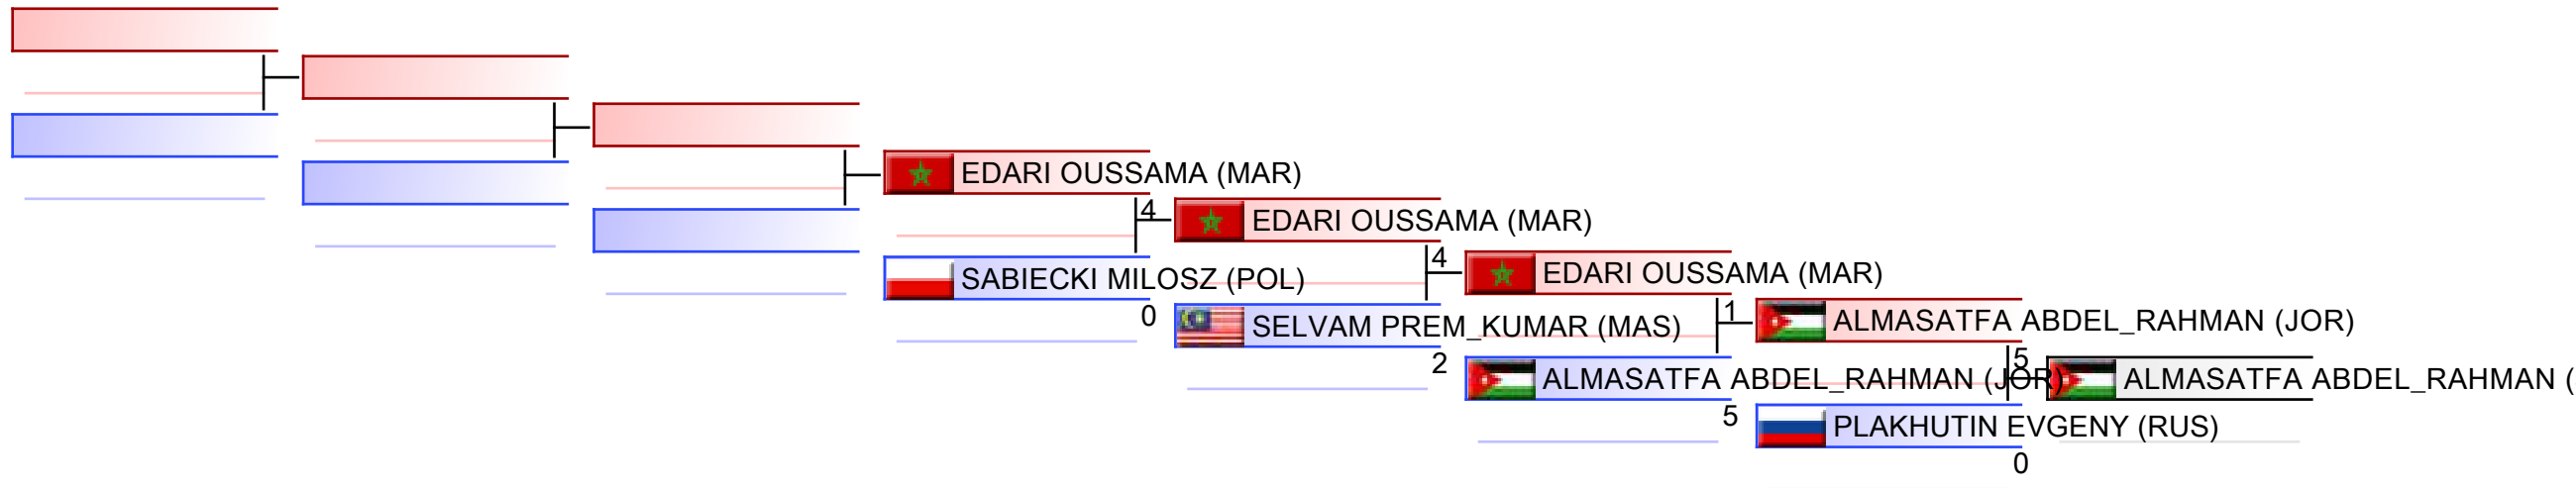 EDARI OUSSAMA (MAR)
4
SABIECKI MILOSZ (POL)
0
EDARI OUSSAMA (MAR)
4
SELVAM PREM_KUMAR (MAS)
2
EDARI OUSSAMA (MAR)
1
ALMASATFA ABDEL_RAHMAN (JOR)
5
ALMASATFA ABDEL_RAHMAN (JOR)
5
PLAKHUTIN EVGENY (RUS)
0
ALMASATFA ABDEL_RAHMAN (